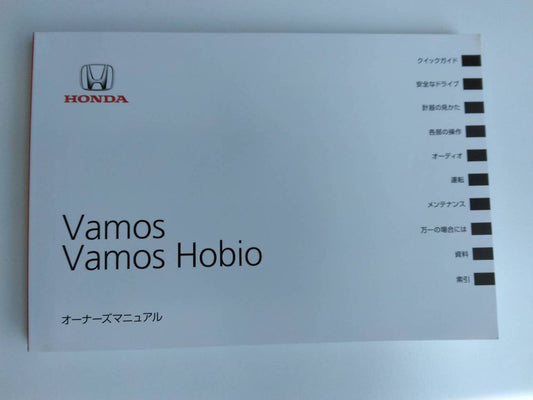 HONDA
Vamos
Vamos Hobio
オーナーズマニュアル
クイックガイド
安全なドライブ
計器の見かた
各部の操作
オーディオ
運転
メンテナンス
万一の場合には
資料
索引